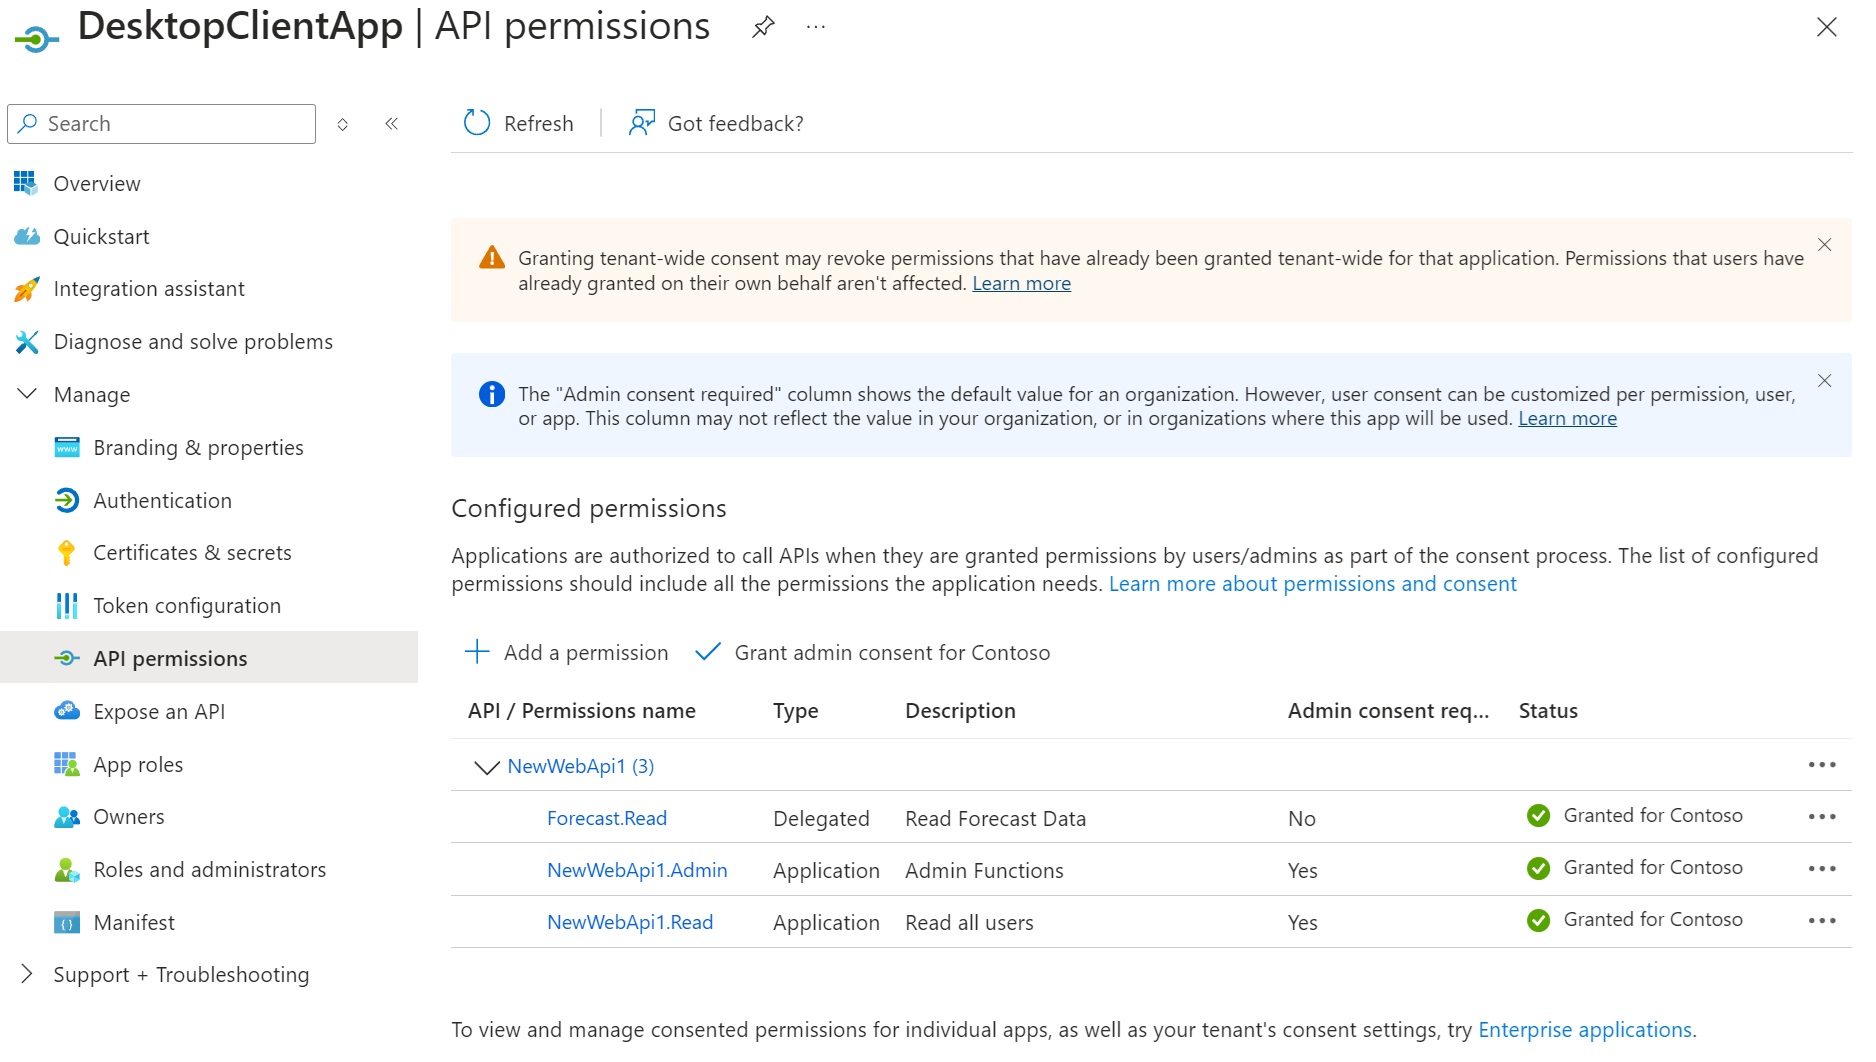 DesktopClientApp | API permissions
Search
Refresh
Got feedback?
Overview
Quickstart
Integration assistant
Diagnose and solve problems
Manage
Branding & properties
Authentication
Certificates & secrets
Token configuration
API permissions
Expose an API
App roles
Owners
Roles and administrators
Manifest
Support + Troubleshooting
Granting tenant-wide consent may revoke permissions that have already been granted tenant-wide for that application. Permissions that users have
already granted on their own behalf aren't affected. Learn more
The "Admin consent required" column shows the default value for an organization. However, user consent can be customized per permission, user,
or app. This column may not reflect the value in your organization, or in organizations where this app will be used. Learn more
Configured permissions
Applications are authorized to call APIs when they are granted permissions by users/admins as part of the consent process. The list of configured
permissions should include all the permissions the application needs. Learn more about permissions and consent
Add a permission Grant admin consent for Contoso
API / Permissions name Type Description Admin consent req... Status
NewWebApi1 (3)
Forecast.Read Delegated Read Forecast Data No Granted for Contoso
NewWebApi1.Admin Application Admin Functions Yes Granted for Contoso
NewWebApi1.Read Application Read all users Yes Granted for Contoso
To view and manage consented permissions for individual apps, as well as your tenant's consent settings, try Enterprise applications.